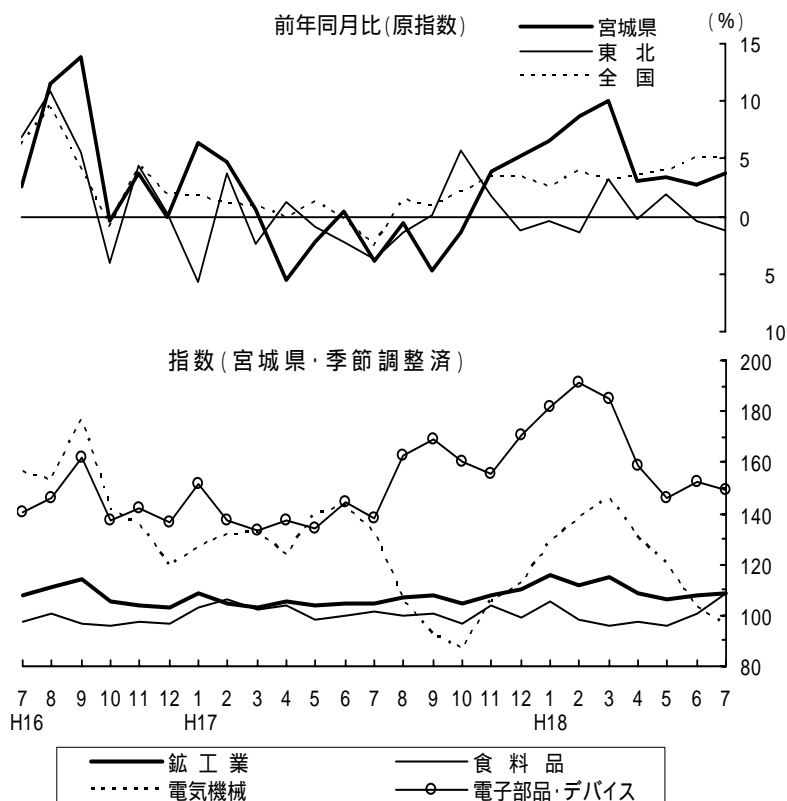 前年同月比(原指数)
(%)
宮城県
東 北
全 国
15
10
5
0
5
10
指数(宮城県・季節調整済)
200
180
160
140
120
100
80
7 8 9 10 11 12 1 2 3 4 5 6 7 8 9 10 11 12 1 2 3 4 5 6 7
H16 H17 H18
鉱 工 業 食 料 品
電気機械 電子部品・デバイス